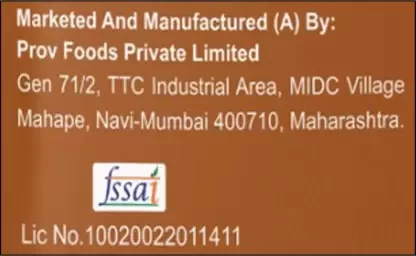 Marketed And Manufactured (A) By:
Prov Foods Private Limited
Gen 71/2, TTC Industrial Area, MIDC Village
Mahape, Navi-Mumbai 400710, Maharashtra.
fssai
Lic No.10020022011411